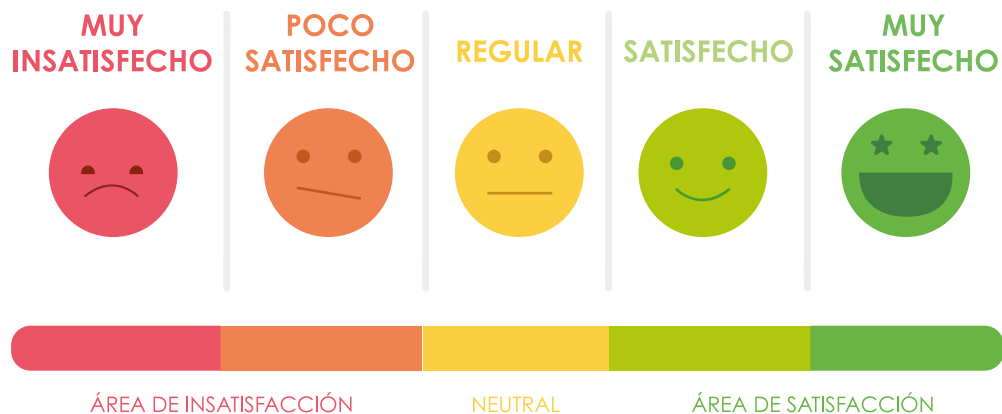 MUY
INSATISFECHO
POCO
SATISFECHO
REGULAR
SATISFECHO
MUY
SATISFECHO
ÁREA DE INSATISFACCIÓN
NEUTRAL
ÁREA DE SATISFACCIÓN